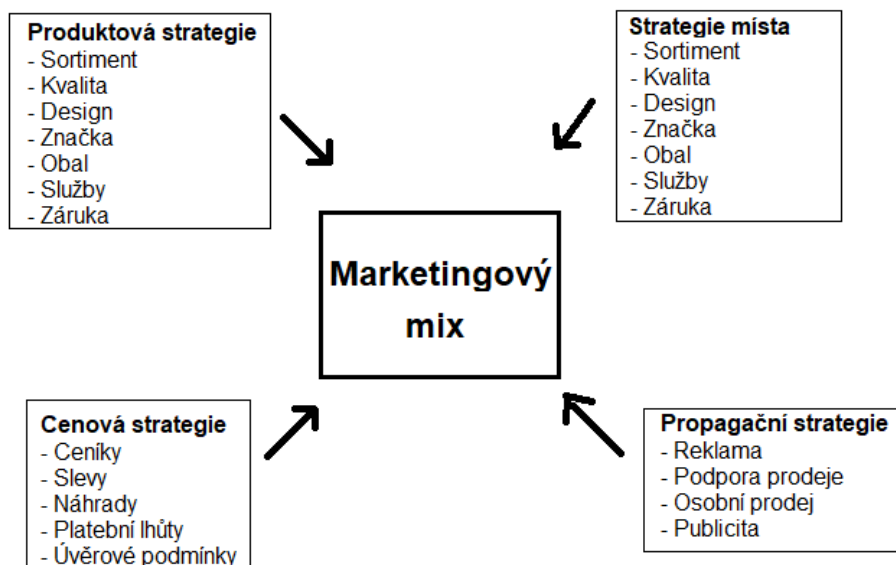 Produktová strategie
- Sortiment
- Kvalita
- Design
- Značka
- Obal
- Služby
- Záruka
Strategie místa
- Sortiment
- Kvalita
- Design
- Značka
- Obal
- Služby
- Záruka
Marketingový
mix
Cenová strategie
- Ceníky
- Slevy
- Náhrady
- Platební lhůty
- Úvěrové podmínky
Propagační strategie
- Reklama
- Podpora prodeje
- Osobní prodej
- Publicita